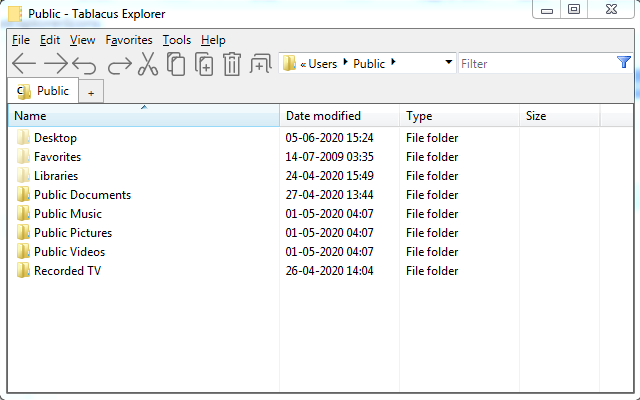 Public - Tablacus Explorer
File Edit View Favorites Tools Help
« Users Public Filter
Public +
Name Date modified Type Size
Desktop 05-06-2020 15:24 File folder
Favorites 14-07-2009 03:35 File folder
Libraries 24-04-2020 15:49 File folder
Public Documents 27-04-2020 13:44 File folder
Public Music 01-05-2020 04:07 File folder
Public Pictures 01-05-2020 04:07 File folder
Public Videos 01-05-2020 04:07 File folder
Recorded TV 26-04-2020 14:04 File folder